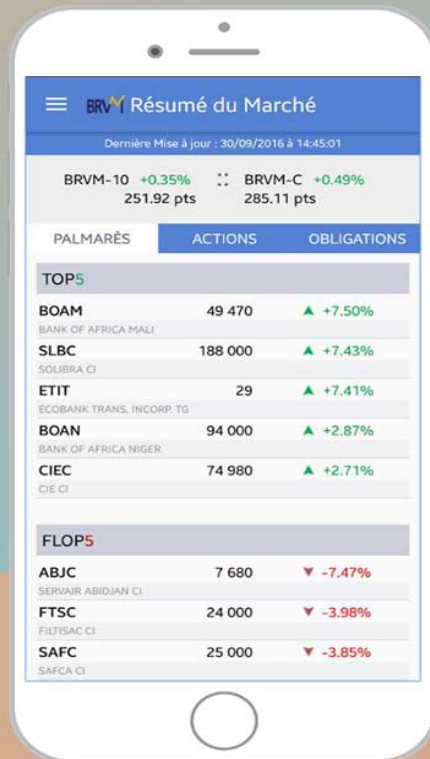 BRVM Résumé du Marché
Dernière Mise à jour : 30/09/2016 à 14:45:01
BRVM-10 +0.35% :: BRVM-C +0.49%
251.92 pts 285.11 pts
PALMARÈS ACTIONS OBLIGATIONS
TOP5
BOAM 49 470 ▲ +7.50%
BANK OF AFRICA MALI
SLBC 188 000 ▲ +7.43%
SOLIBRA CI
ETIT 29 ▲ +7.41%
ECOBANK TRANS. INCORP. TG
BOAN 94 000 ▲ +2.87%
BANK OF AFRICA NIGER
CIEC 74 980 ▲ +2.71%
CIE CI
FLOP5
ABJC 7 680 ▼ -7.47%
SERVAIR ABIDJAN CI
FTSC 24 000 ▼ -3.98%
FILTISAC CI
SAFC 25 000 ▼ -3.85%
SAFCA CI